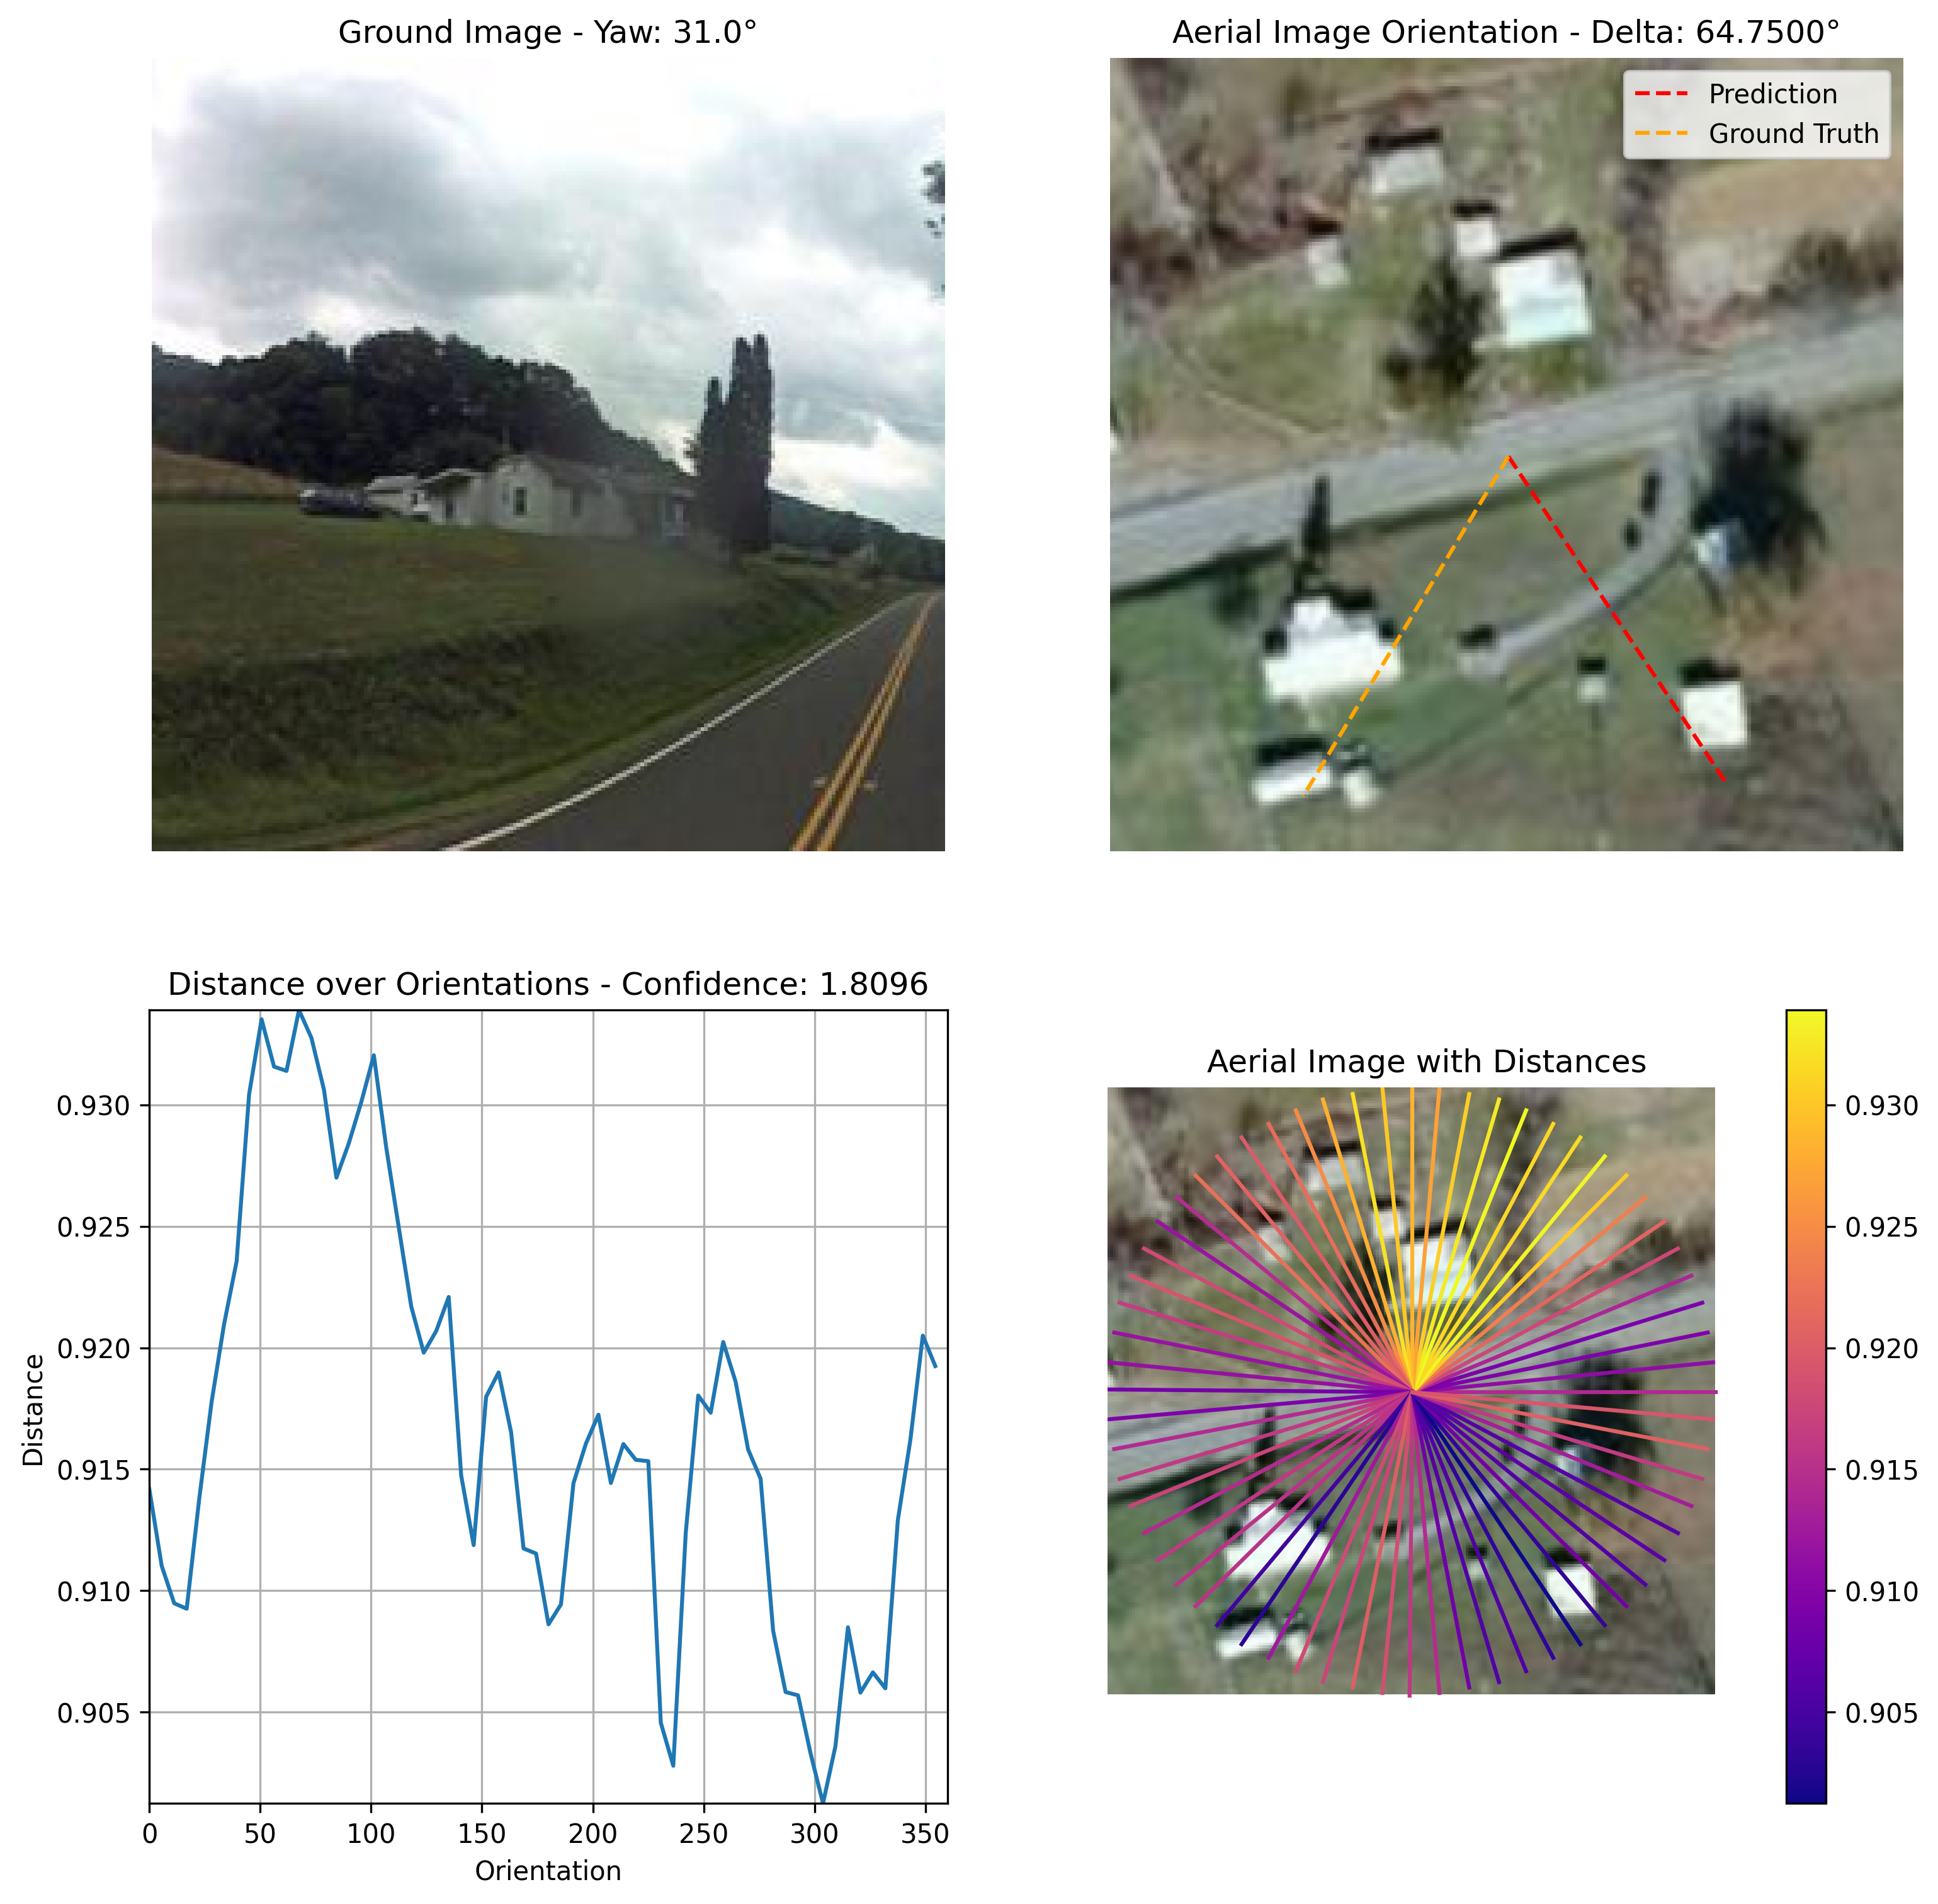 Ground Image - Yaw: 31.0°
Aerial Image Orientation - Delta: 64.7500°
Prediction
Ground Truth
Distance over Orientations - Confidence: 1.8096
0.930
0.925
0.920
0.915
0.910
0.905
Distance
0
50
100
150
200
250
300
350
Orientation
Aerial Image with Distances
0.930
0.925
0.920
0.915
0.910
0.905